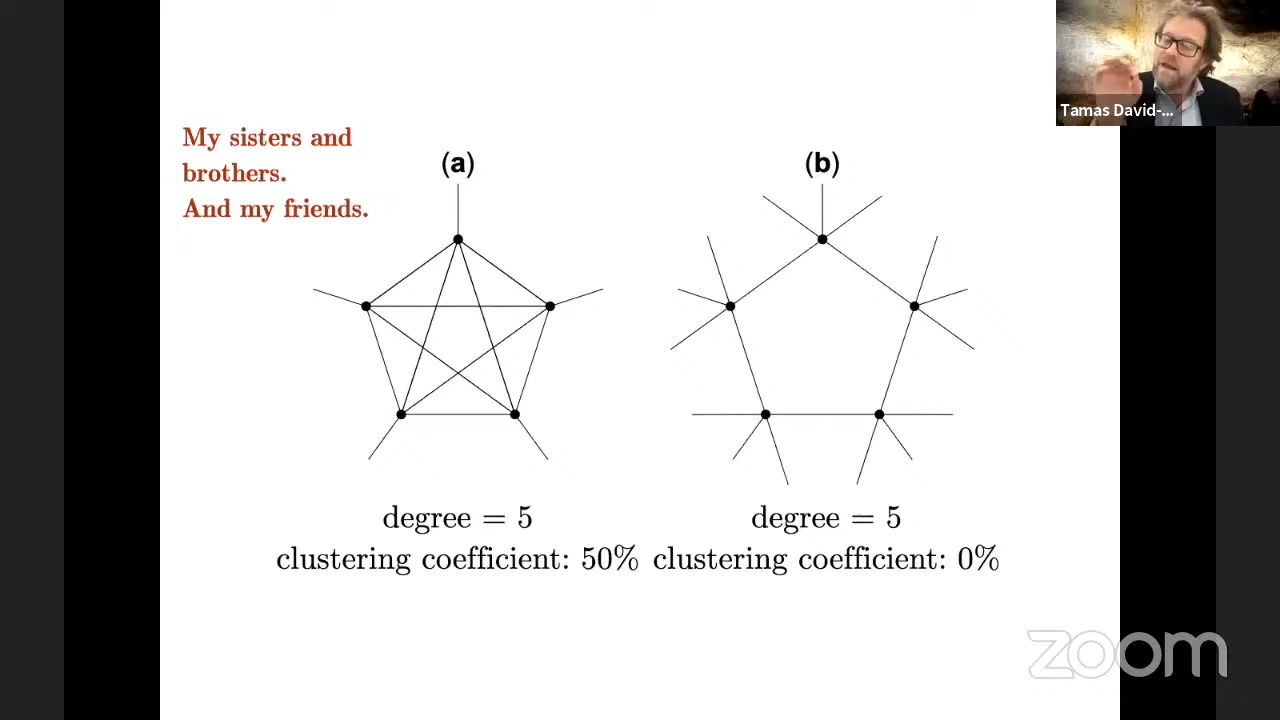 My sisters and
brothers.
And my friends.
(a)
(b)
degree = 5
clustering coefficient: 50%
degree = 5
clustering coefficient: 0%
Tamas David-...
zoom